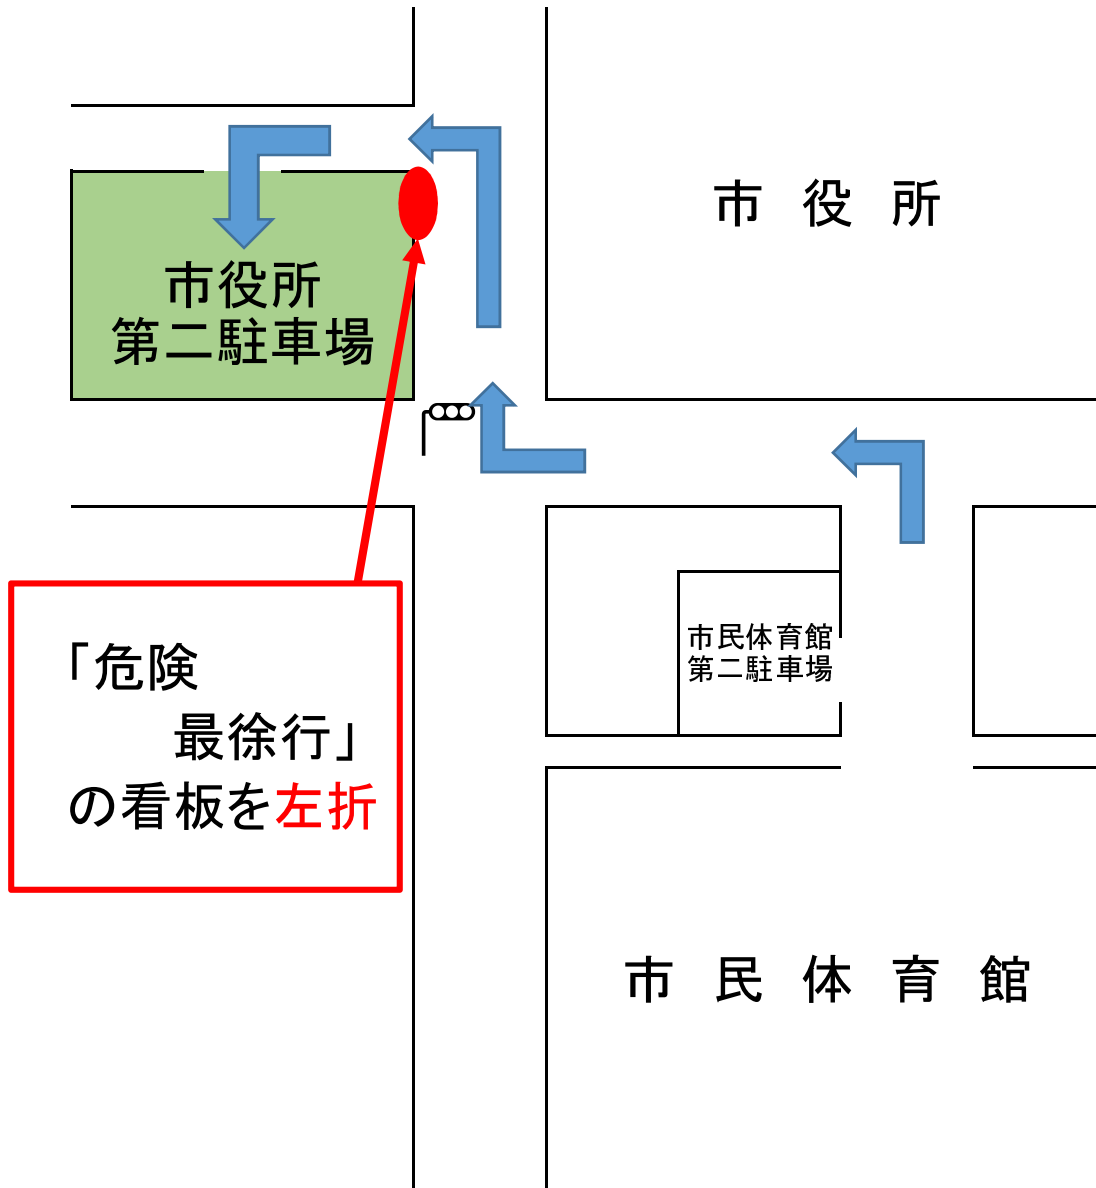 市役所
市役所
第二駐車場
市民体育館
第二駐車場
「危険
最徐行」
の看板を左折
市民体育館